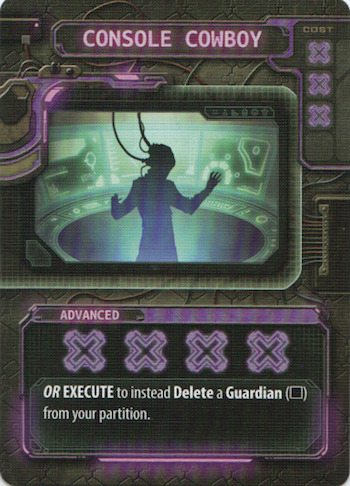 CONSOLE COWBOY
COST
ADVANCED
OR EXECUTE to instead Delete a Guardian (□)
from your partition.